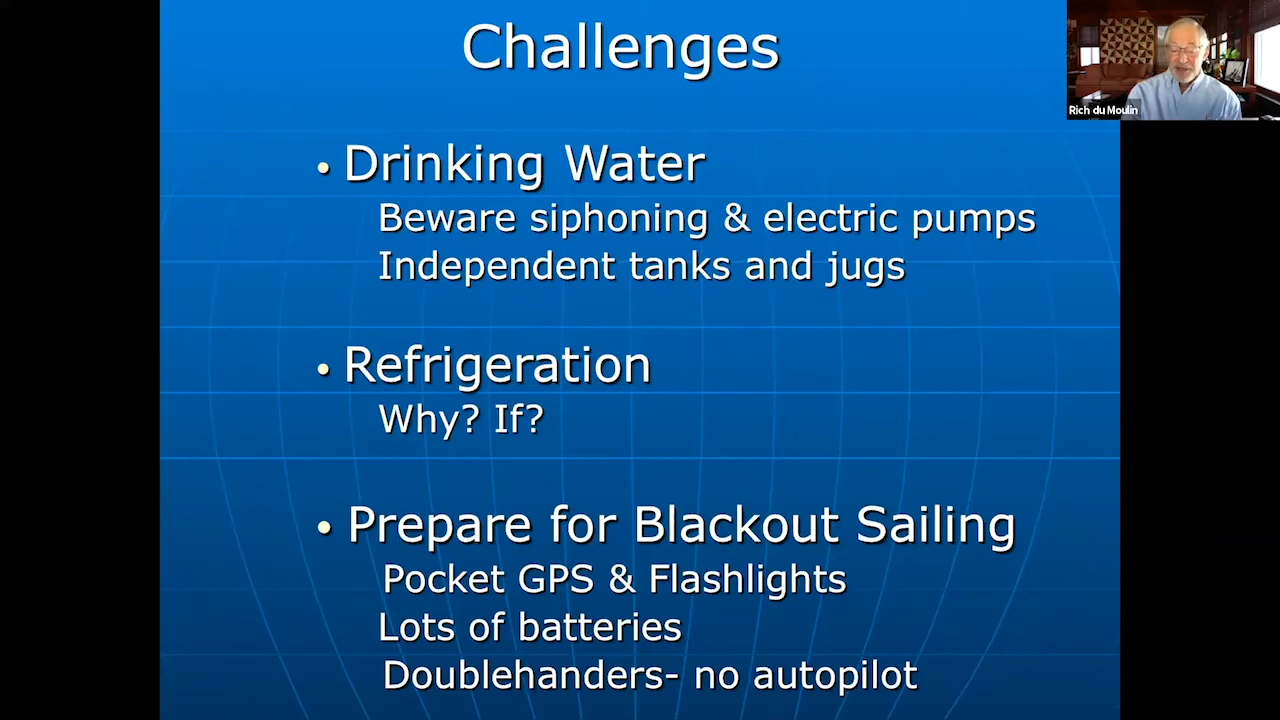 Challenges
Rich du Moulin
• Drinking Water
Beware siphoning & electric pumps
Independent tanks and jugs
• Refrigeration
Why? If?
• Prepare for Blackout Sailing
Pocket GPS & Flashlights
Lots of batteries
Doublehanders- no autopilot